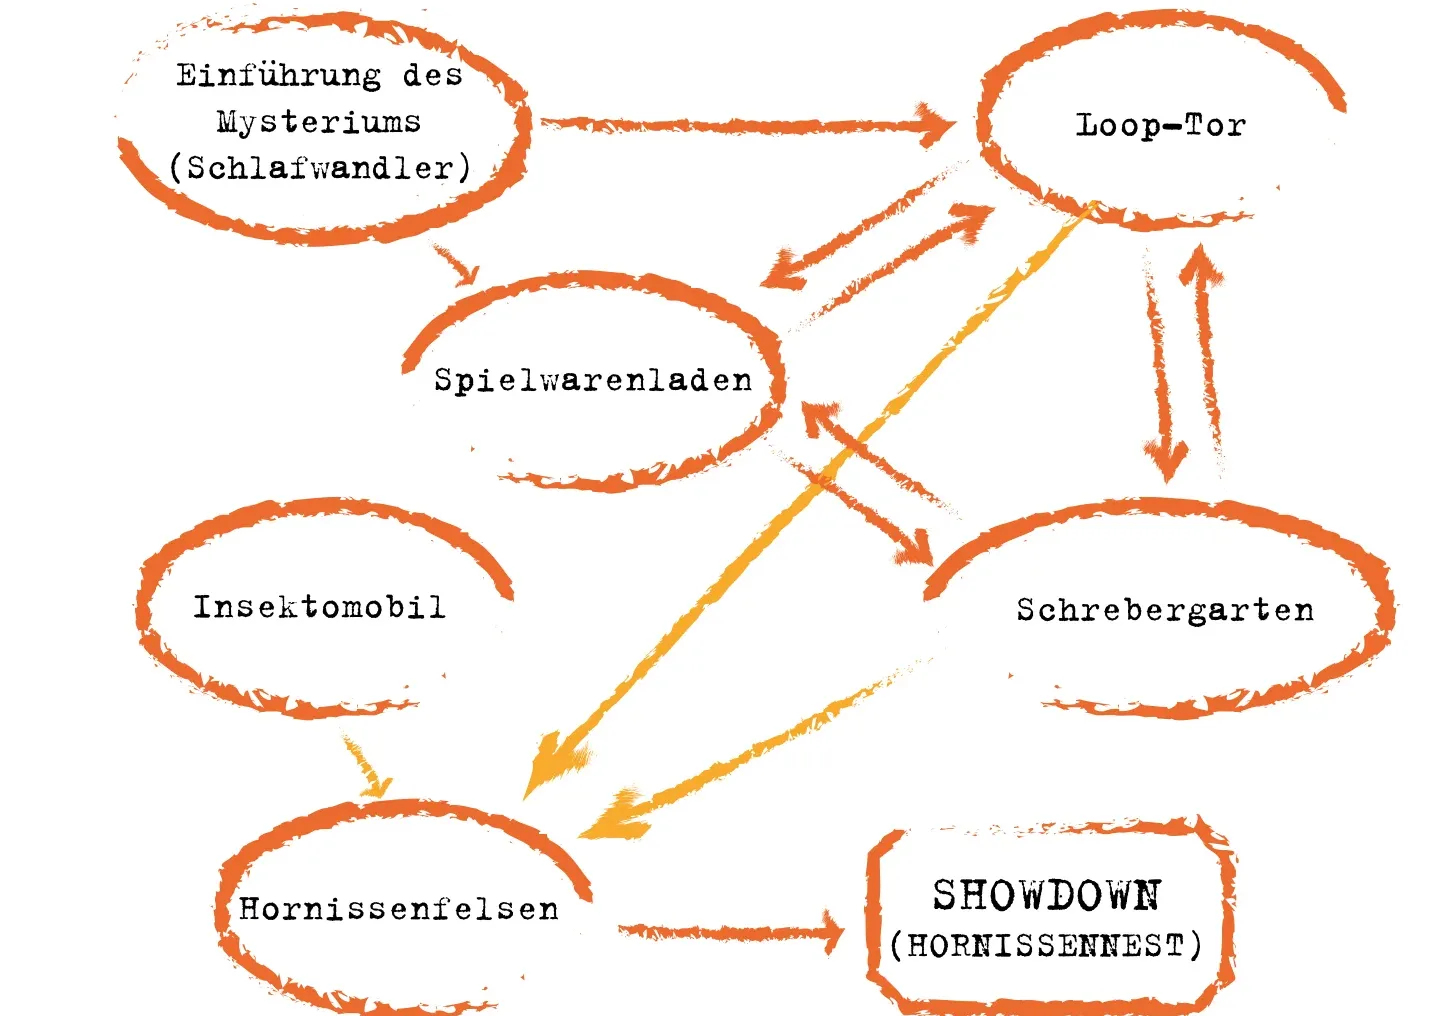 Einführung des
Mysteriums
(Schlafwandler)
Loop-Tor
Spielwarenladen
Insektomobil
Schrebergarten
Hornissenfelsen
SHOWDOWN
(HORNISSENNEST)